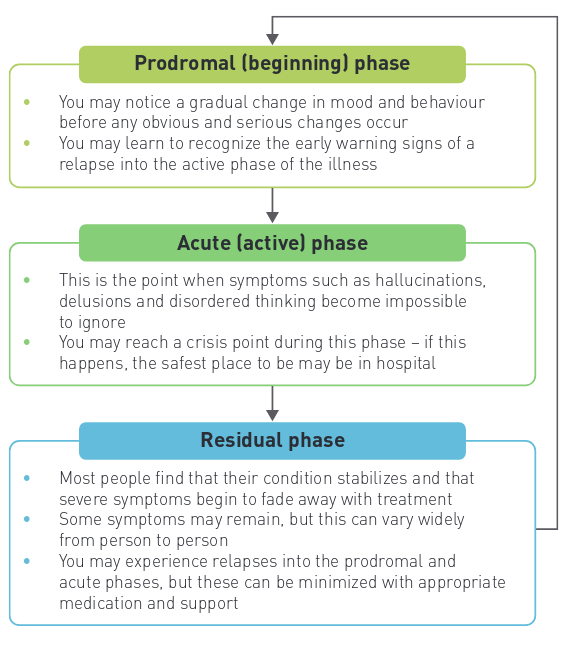 Prodromal (beginning) phase
• You may notice a gradual change in mood and behaviour
before any obvious and serious changes occur
• You may learn to recognize the early warning signs of a
relapse into the active phase of the illness
Acute (active) phase
• This is the point when symptoms such as hallucinations,
delusions and disordered thinking become impossible
to ignore
• You may reach a crisis point during this phase – if this
happens, the safest place to be may be in hospital
Residual phase
• Most people find that their condition stabilizes and that
severe symptoms begin to fade away with treatment
• Some symptoms may remain, but this can vary widely
from person to person
• You may experience relapses into the prodromal and
acute phases, but these can be minimized with appropriate
medication and support